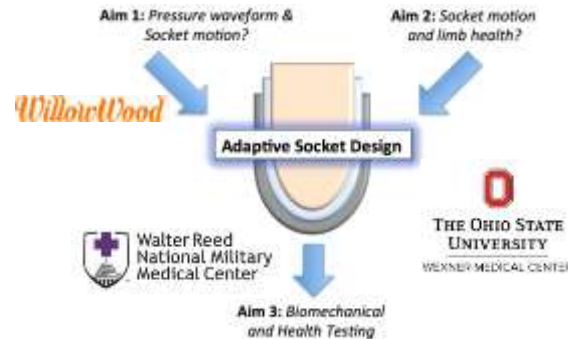 Aim 1: Pressure waveform &
Socket motion?
Aim 2: Socket motion
and limb health?
WillowWood
Adaptive Socket Design
Walter Reed
National Military
Medical Center
THE OHIO STATE
UNIVERSITY
WEXNER MEDICAL CENTER
Aim 3: Biomechanical
and Health Testing